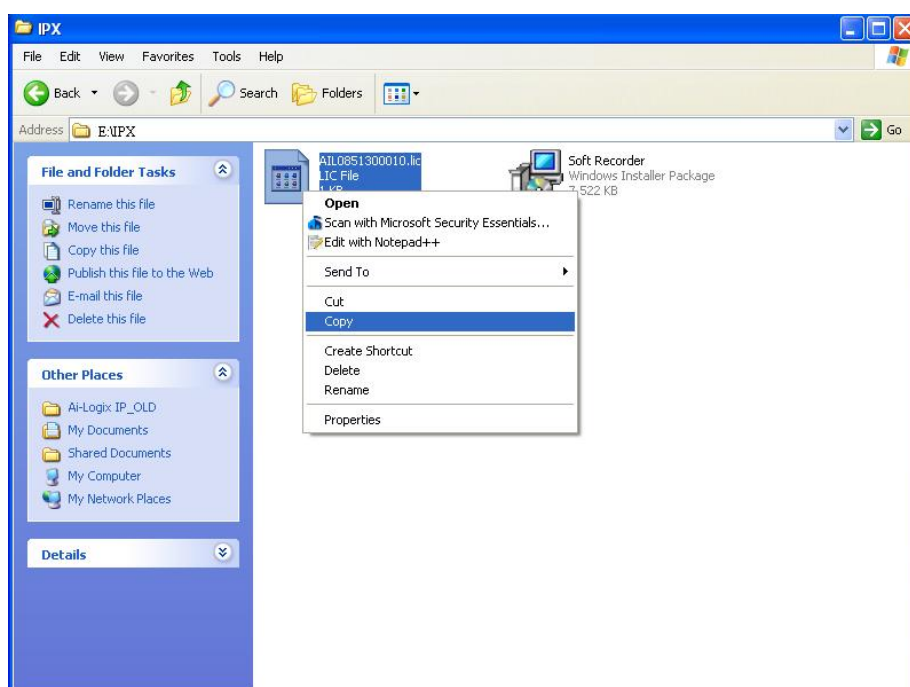 IPX
File Edit View Favorites Tools Help
Back Search Folders
Address E:\IPX Go
File and Folder Tasks
Rename this file
Move this file
Copy this file
Publish this file to the Web
E-mail this file
Delete this file
Other Places
Ai-Logix IP_OLD
My Documents
Shared Documents
My Computer
My Network Places
Details
AIL0851300010.lic
LIC File
1 KB
Soft Recorder
Windows Installer Package
7,522 KB
Open
Scan with Microsoft Security Essentials...
Edit with Notepad++
Send To
Cut
Copy
Create Shortcut
Delete
Rename
Properties